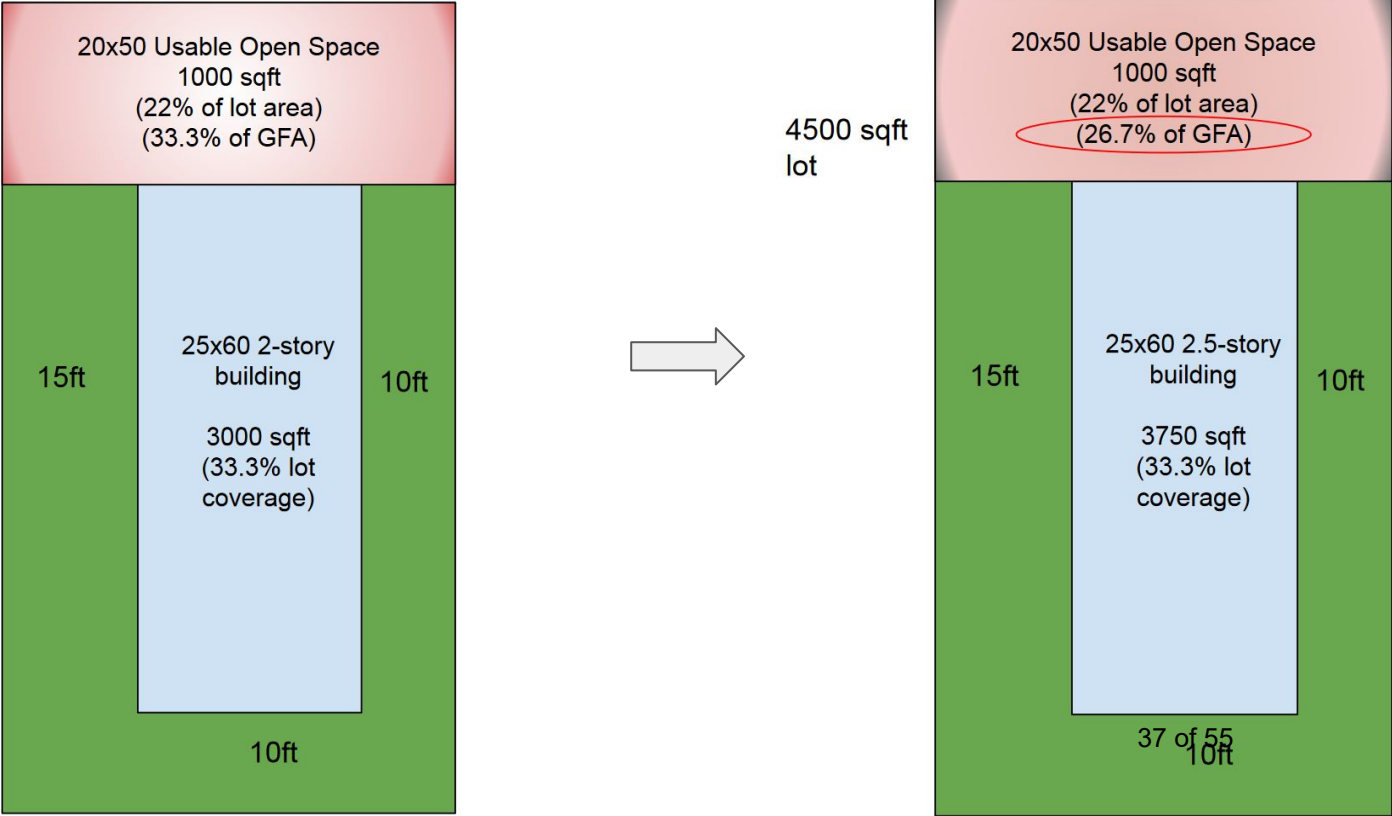 20x50 Usable Open Space
1000 sqft
(22% of lot area)
(33.3% of GFA)
15ft
25x60 2-story
building
3000 sqft
(33.3% lot
coverage)
10ft
10ft
4500 sqft
lot
20x50 Usable Open Space
1000 sqft
(22% of lot area)
(26.7% of GFA)
15ft
25x60 2.5-story
building
3750 sqft
(33.3% lot
coverage)
10ft
37 of 55
10ft